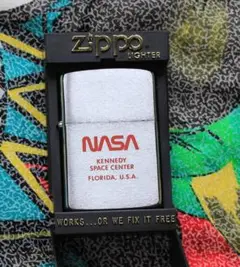 Zippo
LIGHTER
NASA
KENNEDY
SPACE CENTER
FLORIDA, U.S.A.
WORKS...OR WE FIX IT FREE